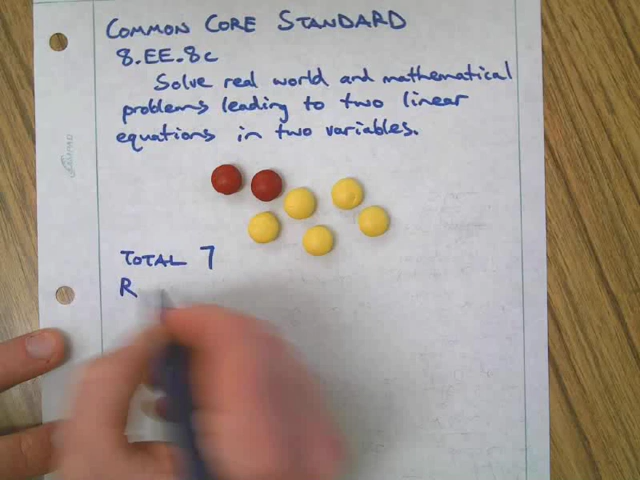 COMMON CORE STANDARD
8.EE.8c
Solve real world and mathematical
problems leading to two linear
equations in two variables.
TOTAL 7
R